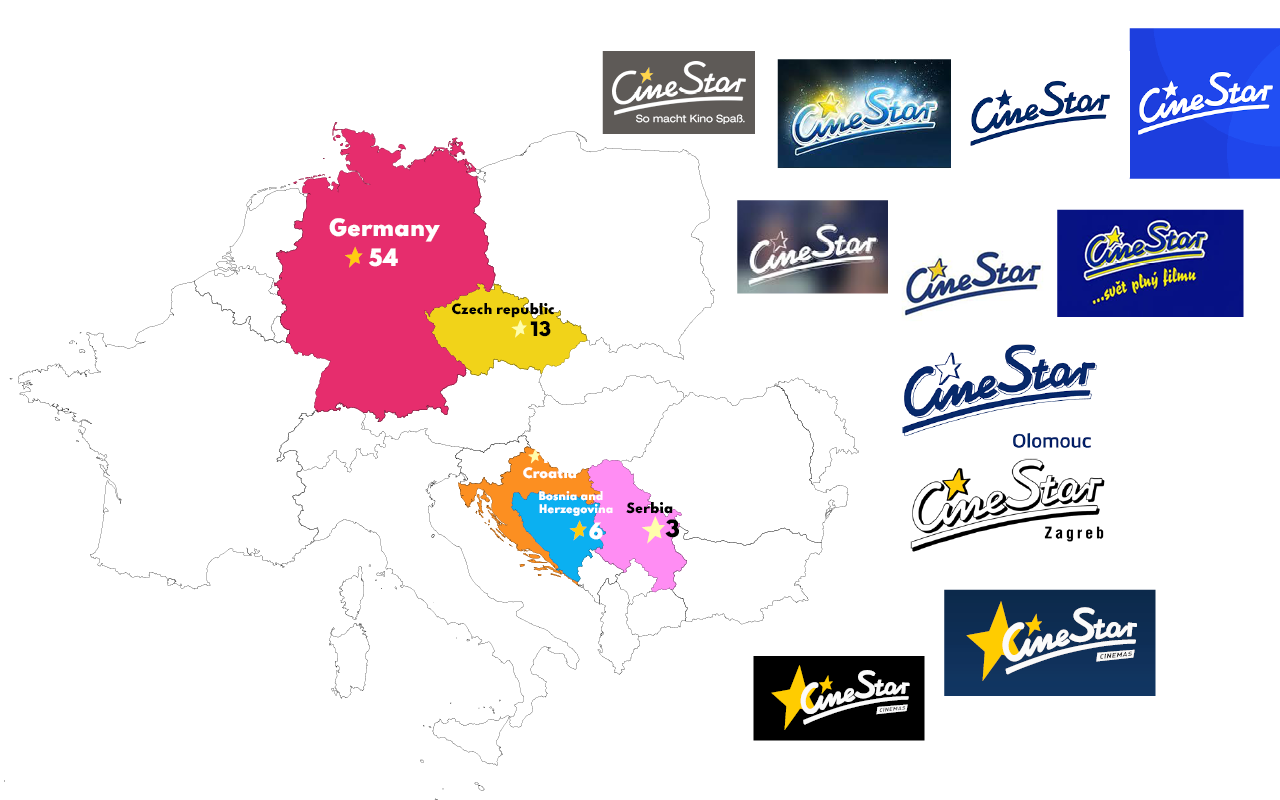 Germany
54
Czech republic
13
Croatia
Bosnia and
Herzegovina
6
Serbia
3
CineStar
So macht Kino Spaß.
CineStar
CineStar
CineStar
CineStar
CineStar
CineStar
...svět plný filmu
CineStar
Olomouc
CineStar
Zagreb
CineStar
CINEMAS
CineStar
CINEMAS